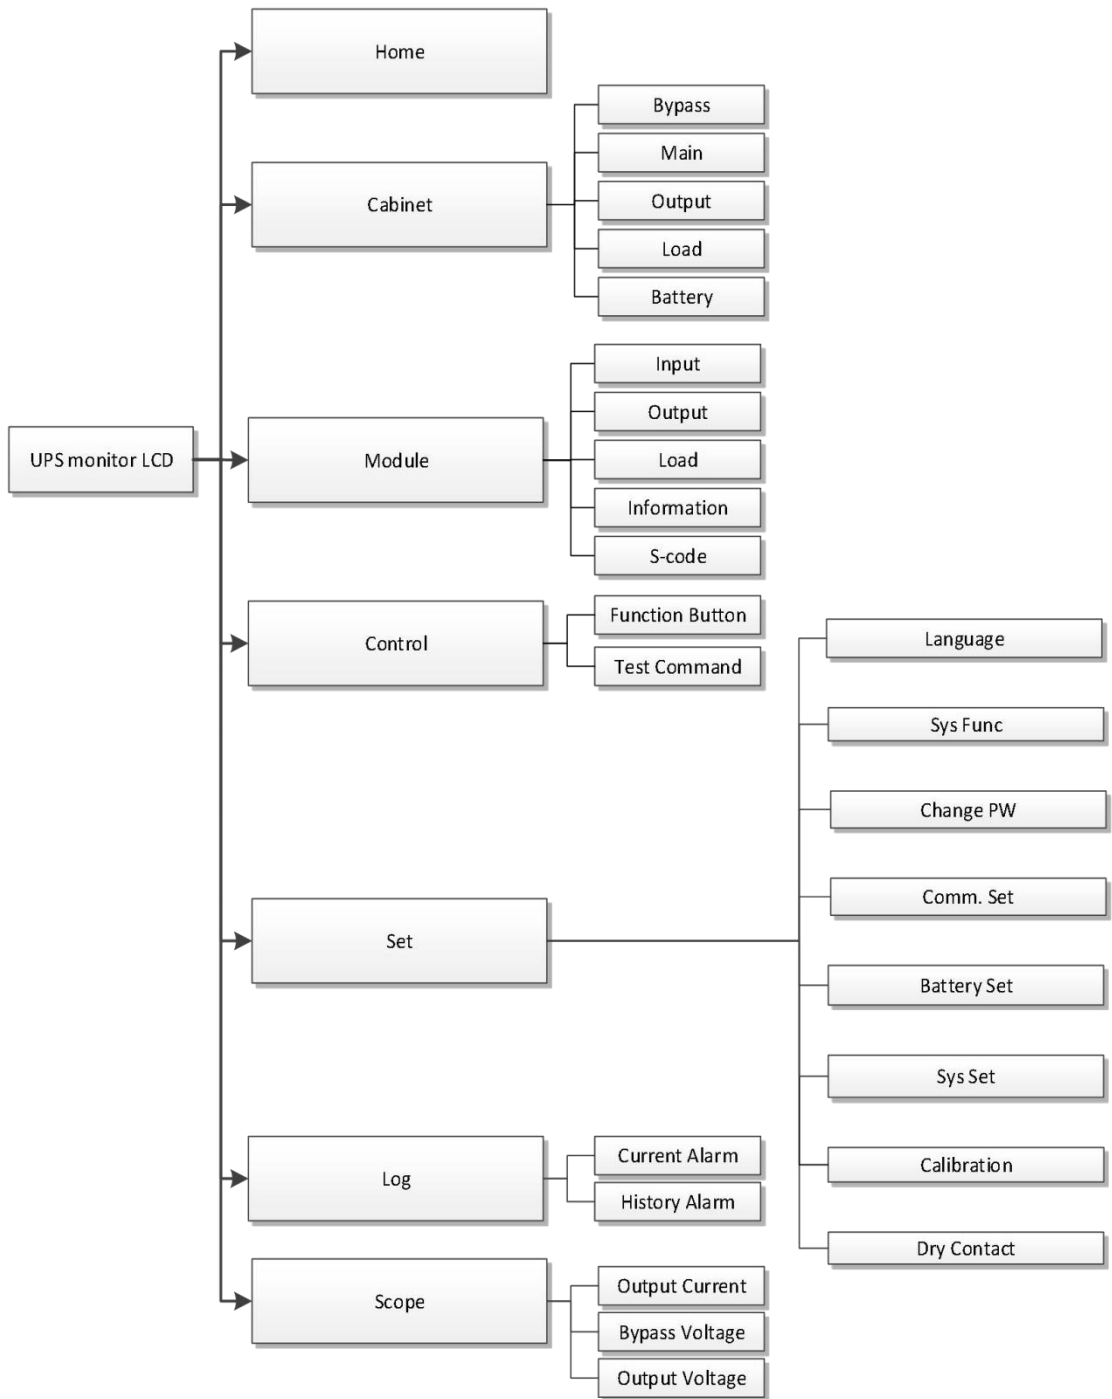 UPS monitor LCD
Home
Cabinet
Bypass
Main
Output
Load
Battery
Module
Input
Output
Load
Information
S-code
Control
Function Button
Test Command
Set
Language
Sys Func
Change PW
Comm. Set
Battery Set
Sys Set
Calibration
Dry Contact
Log
Current Alarm
History Alarm
Scope
Output Current
Bypass Voltage
Output Voltage